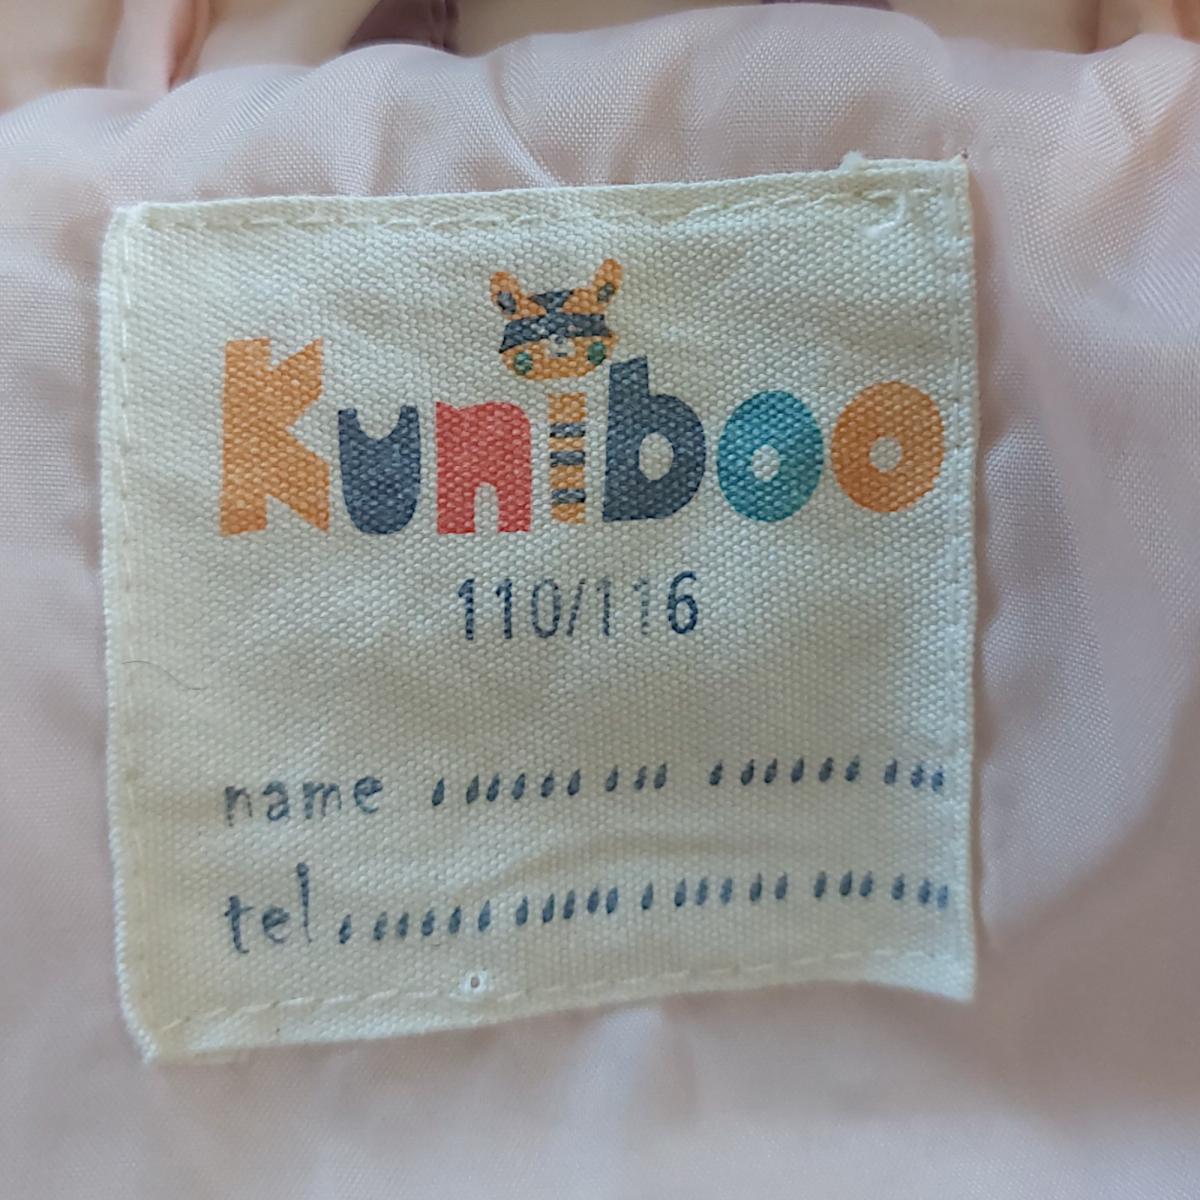 Kuniboo
110/116
name ....................
tel.........................